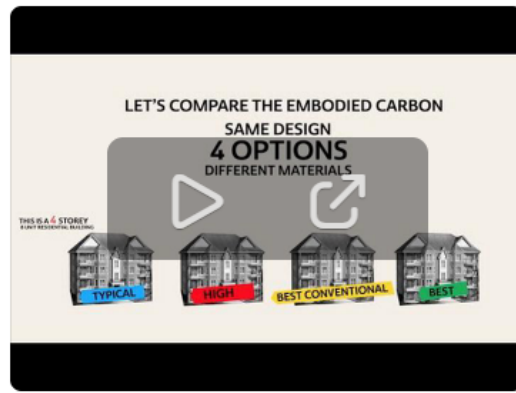 LET'S COMPARE THE EMBODIED CARBON
SAME DESIGN
4 OPTIONS
DIFFERENT MATERIALS
THIS IS A 4 STOREY
8 UNIT RESIDENTIAL BUILDING
TYPICAL
HIGH
BEST CONVENTIONAL
BEST